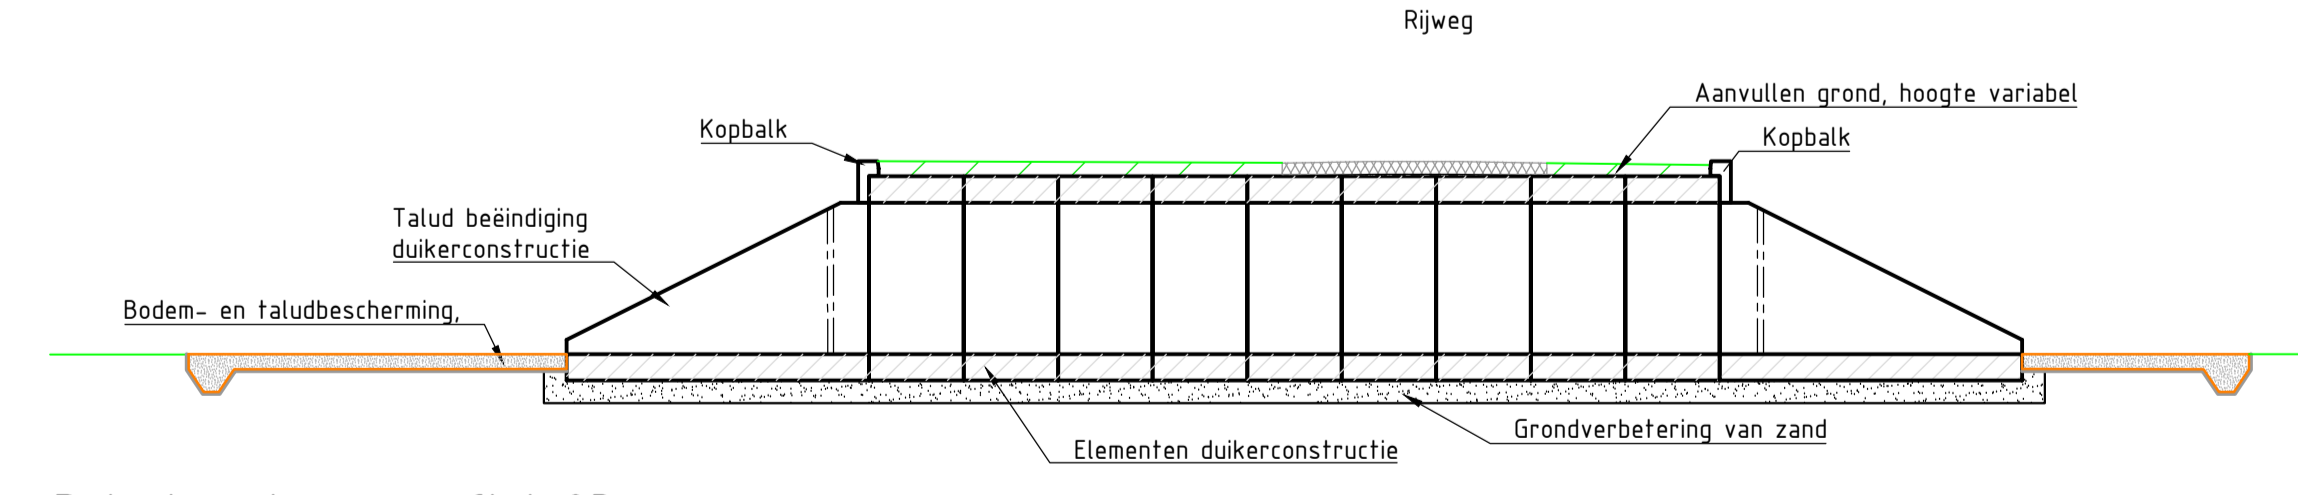 Rijweg
Aanvullen grond, hoogte variabel
Kopbalk
Kopbalk
Talud beëindiging
duikerconstructie
Bodem- en taludbescherming,
Grondverbetering van zand
Elementen duikerconstructie